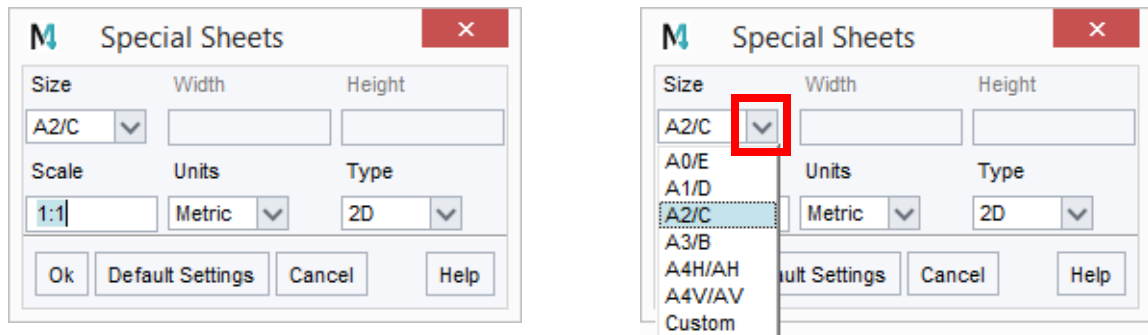 M4 Special Sheets
Size Width Height
A2/C
Scale Units Type
1:1 Metric 2D
Ok Default Settings Cancel Help
M4 Special Sheets
Size Width Height
A2/C
A0/E
A1/D
A2/C
A3/B
A4H/AH
A4V/AV
Custom
Units Type
Metric 2D
ult Settings Cancel Help